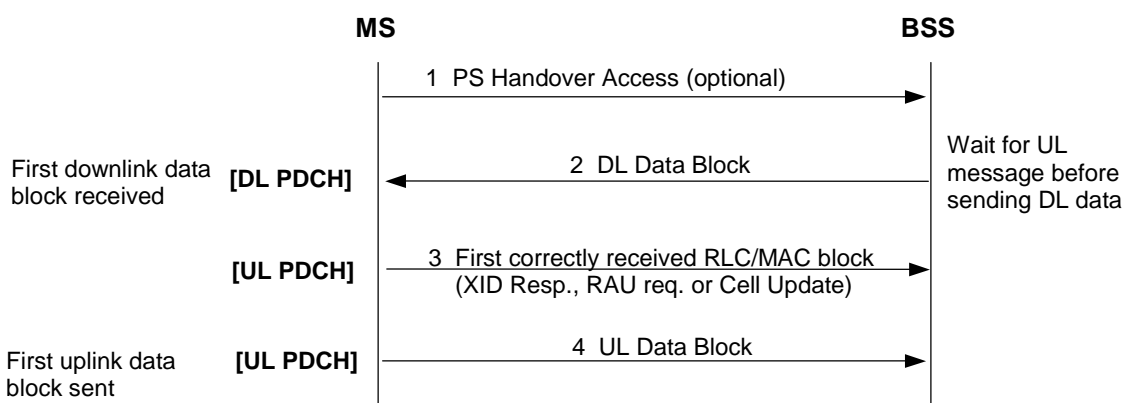 MS
BSS
1 PS Handover Access (optional)
First downlink data
block received
[DL PDCH]
2 DL Data Block
Wait for UL
message before
sending DL data
[UL PDCH]
3 First correctly received RLC/MAC block
(XID Resp., RAU req. or Cell Update)
First uplink data
block sent
[UL PDCH]
4 UL Data Block